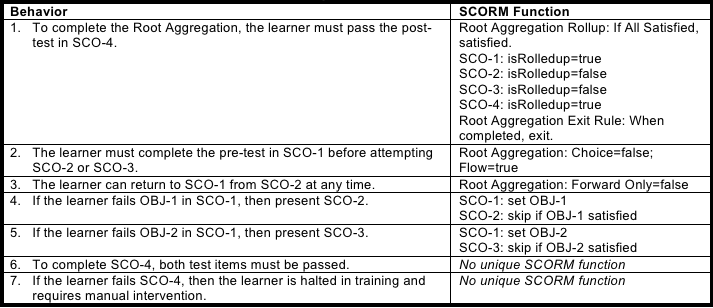 Behavior
SCORM Function
1. To complete the Root Aggregation, the learner must pass the post-
test in SCO-4.
Root Aggregation Rollup: If All Satisfied,
satisfied.
SCO-1: isRolledup=true
SCO-2: isRolledup=false
SCO-3: isRolledup=false
SCO-4: isRolledup=true
Root Aggregation Exit Rule: When
completed, exit.
2. The learner must complete the pre-test in SCO-1 before attempting
SCO-2 or SCO-3.
Root Aggregation: Choice=false;
Flow=true
3. The learner can return to SCO-1 from SCO-2 at any time.
Root Aggregation: Forward Only=false
4. If the learner fails OBJ-1 in SCO-1, then present SCO-2.
SCO-1: set OBJ-1
SCO-2: skip if OBJ-1 satisfied
5. If the learner fails OBJ-2 in SCO-1, then present SCO-3.
SCO-1: set OBJ-2
SCO-3: skip if OBJ-2 satisfied
6. To complete SCO-4, both test items must be passed.
No unique SCORM function
7. If the learner fails SCO-4, then the learner is halted in training and
requires manual intervention.
No unique SCORM function